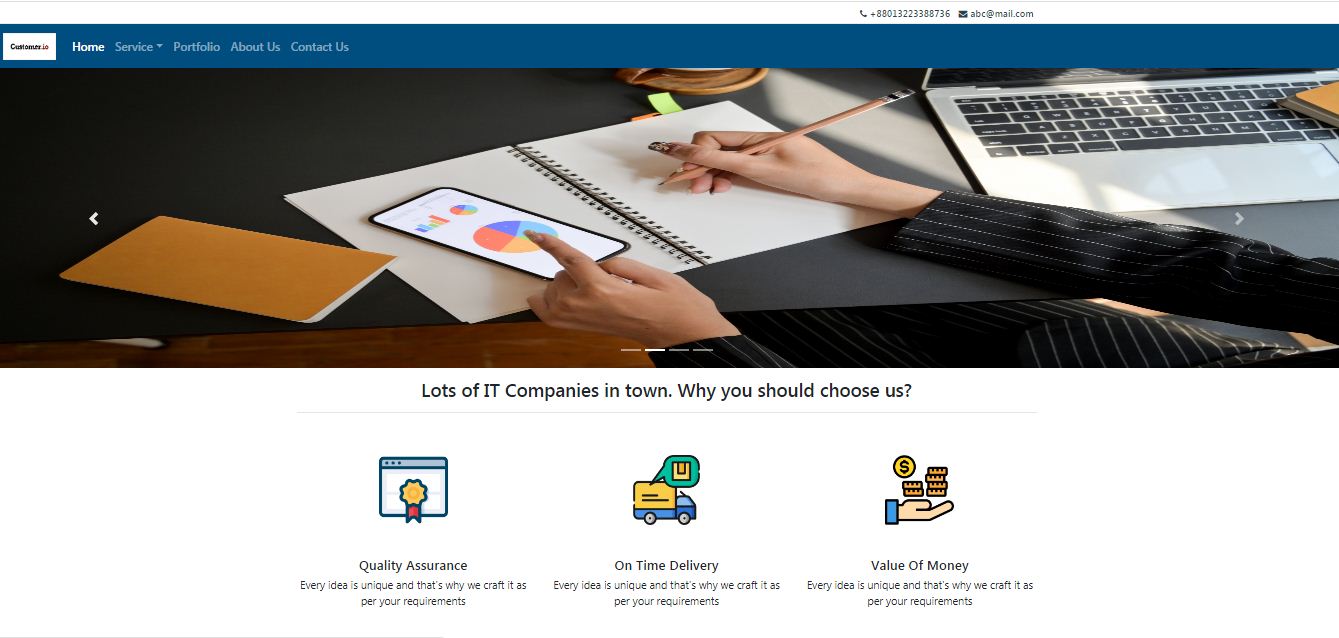 +88013223388736 abc@mail.com
Customer.io Home Service Portfolio About Us Contact Us
Lots of IT Companies in town. Why you should choose us?
Quality Assurance
Every idea is unique and that's why we craft it as
per your requirements
On Time Delivery
Every idea is unique and that's why we craft it as
per your requirements
Value Of Money
Every idea is unique and that's why we craft it as
per your requirements